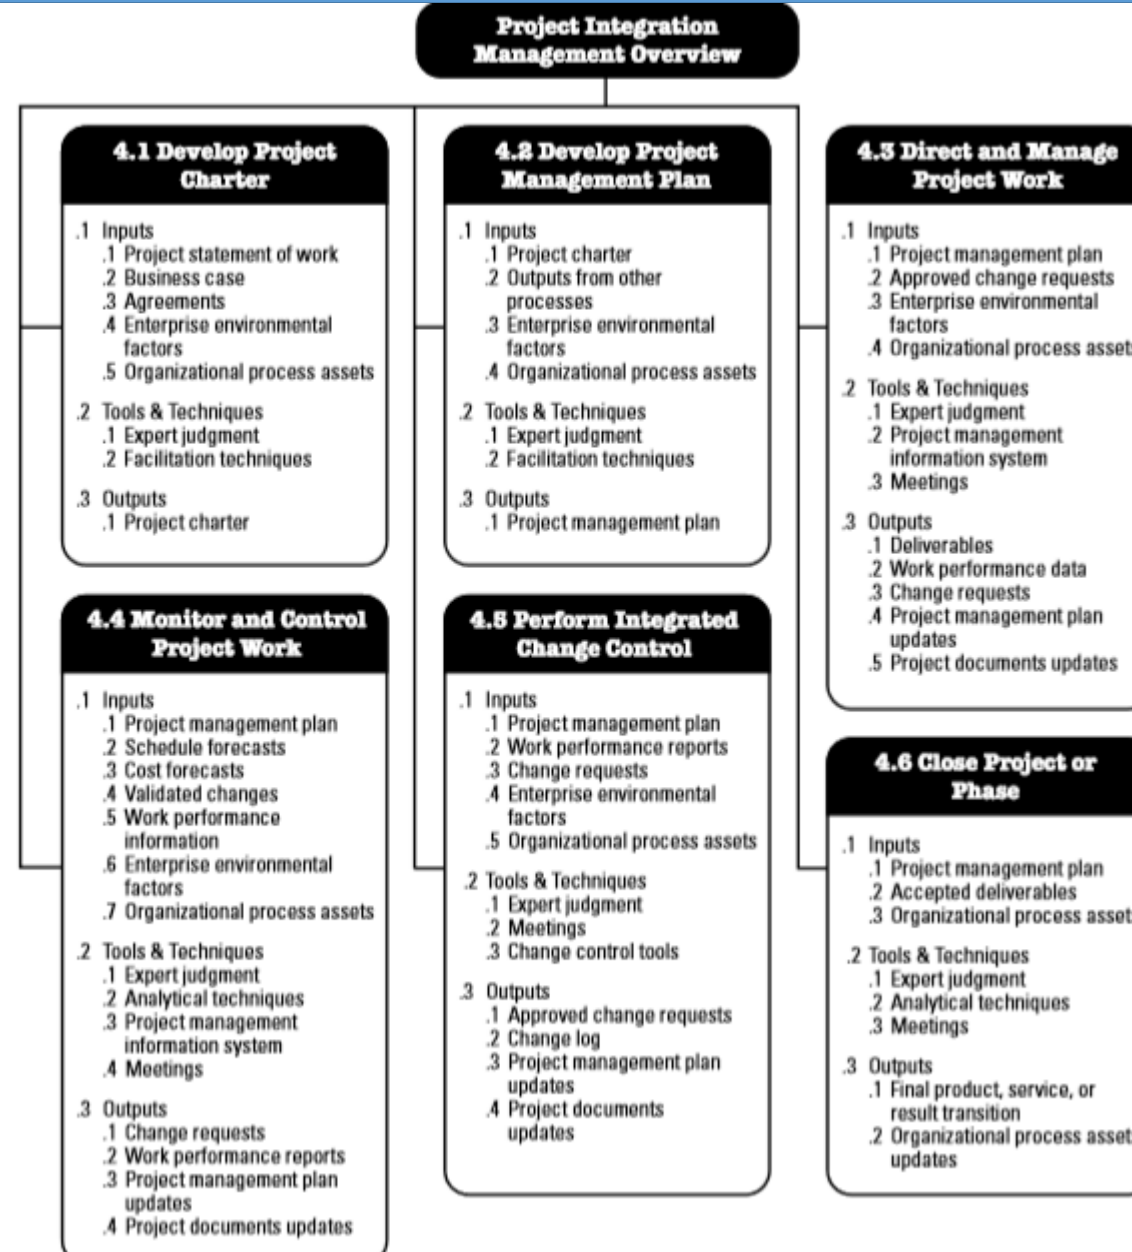 Project Integration
Management Overview
4.1 Develop Project
Charter
.1 Inputs
.1 Project statement of work
.2 Business case
.3 Agreements
.4 Enterprise environmental
factors
.5 Organizational process assets
.2 Tools & Techniques
.1 Expert judgment
.2 Facilitation techniques
.3 Outputs
.1 Project charter
4.2 Develop Project
Management Plan
.1 Inputs
.1 Project charter
.2 Outputs from other
processes
.3 Enterprise environmental
factors
.4 Organizational process assets
.2 Tools & Techniques
.1 Expert judgment
.2 Facilitation techniques
.3 Outputs
.1 Project management plan
4.3 Direct and Manage
Project Work
.1 Inputs
.1 Project management plan
.2 Approved change requests
.3 Enterprise environmental
factors
.4 Organizational process assets
.2 Tools & Techniques
.1 Expert judgment
.2 Project management
information system
.3 Meetings
.3 Outputs
.1 Deliverables
.2 Work performance data
.3 Change requests
.4 Project management plan
updates
.5 Project documents updates
4.4 Monitor and Control
Project Work
.1 Inputs
.1 Project management plan
.2 Schedule forecasts
.3 Cost forecasts
.4 Validated changes
.5 Work performance
information
.6 Enterprise environmental
factors
.7 Organizational process assets
.2 Tools & Techniques
.1 Expert judgment
.2 Analytical techniques
.3 Project management
information system
.4 Meetings
.3 Outputs
.1 Change requests
.2 Work performance reports
.3 Project management plan
updates
.4 Project documents updates
4.5 Perform Integrated
Change Control
.1 Inputs
.1 Project management plan
.2 Work performance reports
.3 Change requests
.4 Enterprise environmental
factors
.5 Organizational process assets
.2 Tools & Techniques
.1 Expert judgment
.2 Meetings
.3 Change control tools
.3 Outputs
.1 Approved change requests
.2 Change log
.3 Project management plan
updates
.4 Project documents
updates
4.6 Close Project or
Phase
.1 Inputs
.1 Project management plan
.2 Accepted deliverables
.3 Organizational process assets
.2 Tools & Techniques
.1 Expert judgment
.2 Analytical techniques
.3 Meetings
.3 Outputs
.1 Final product, service, or
result transition
.2 Organizational process assets
updates